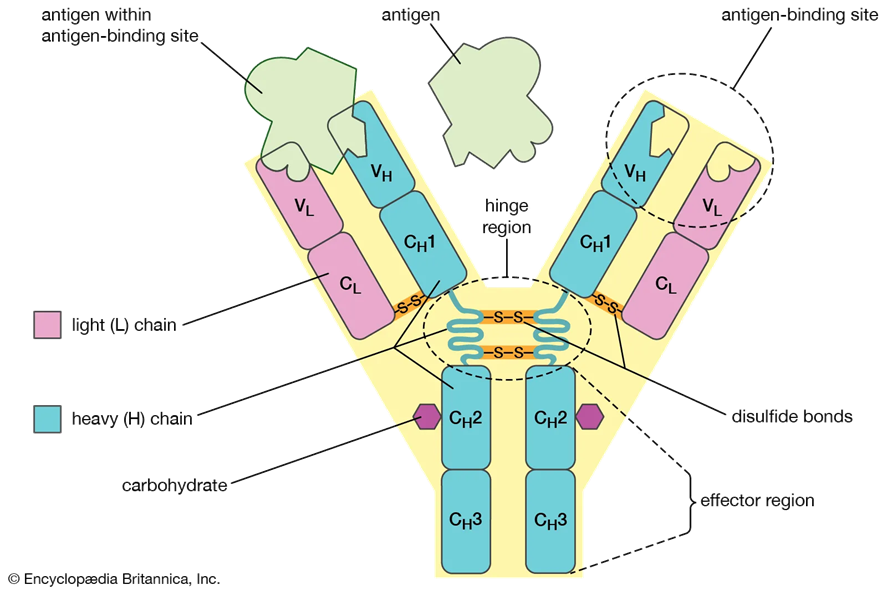 antigen within
antigen-binding site
antigen
antigen-binding site
V_H
V_L
V_H
V_L
hinge
region
C_H1
C_L
C_H1
C_L
S–S
S–S
–S–S–
–S–S–
light (L) chain
heavy (H) chain
C_H2
C_H2
disulfide bonds
carbohydrate
effector region
C_H3
C_H3
© Encyclopædia Britannica, Inc.